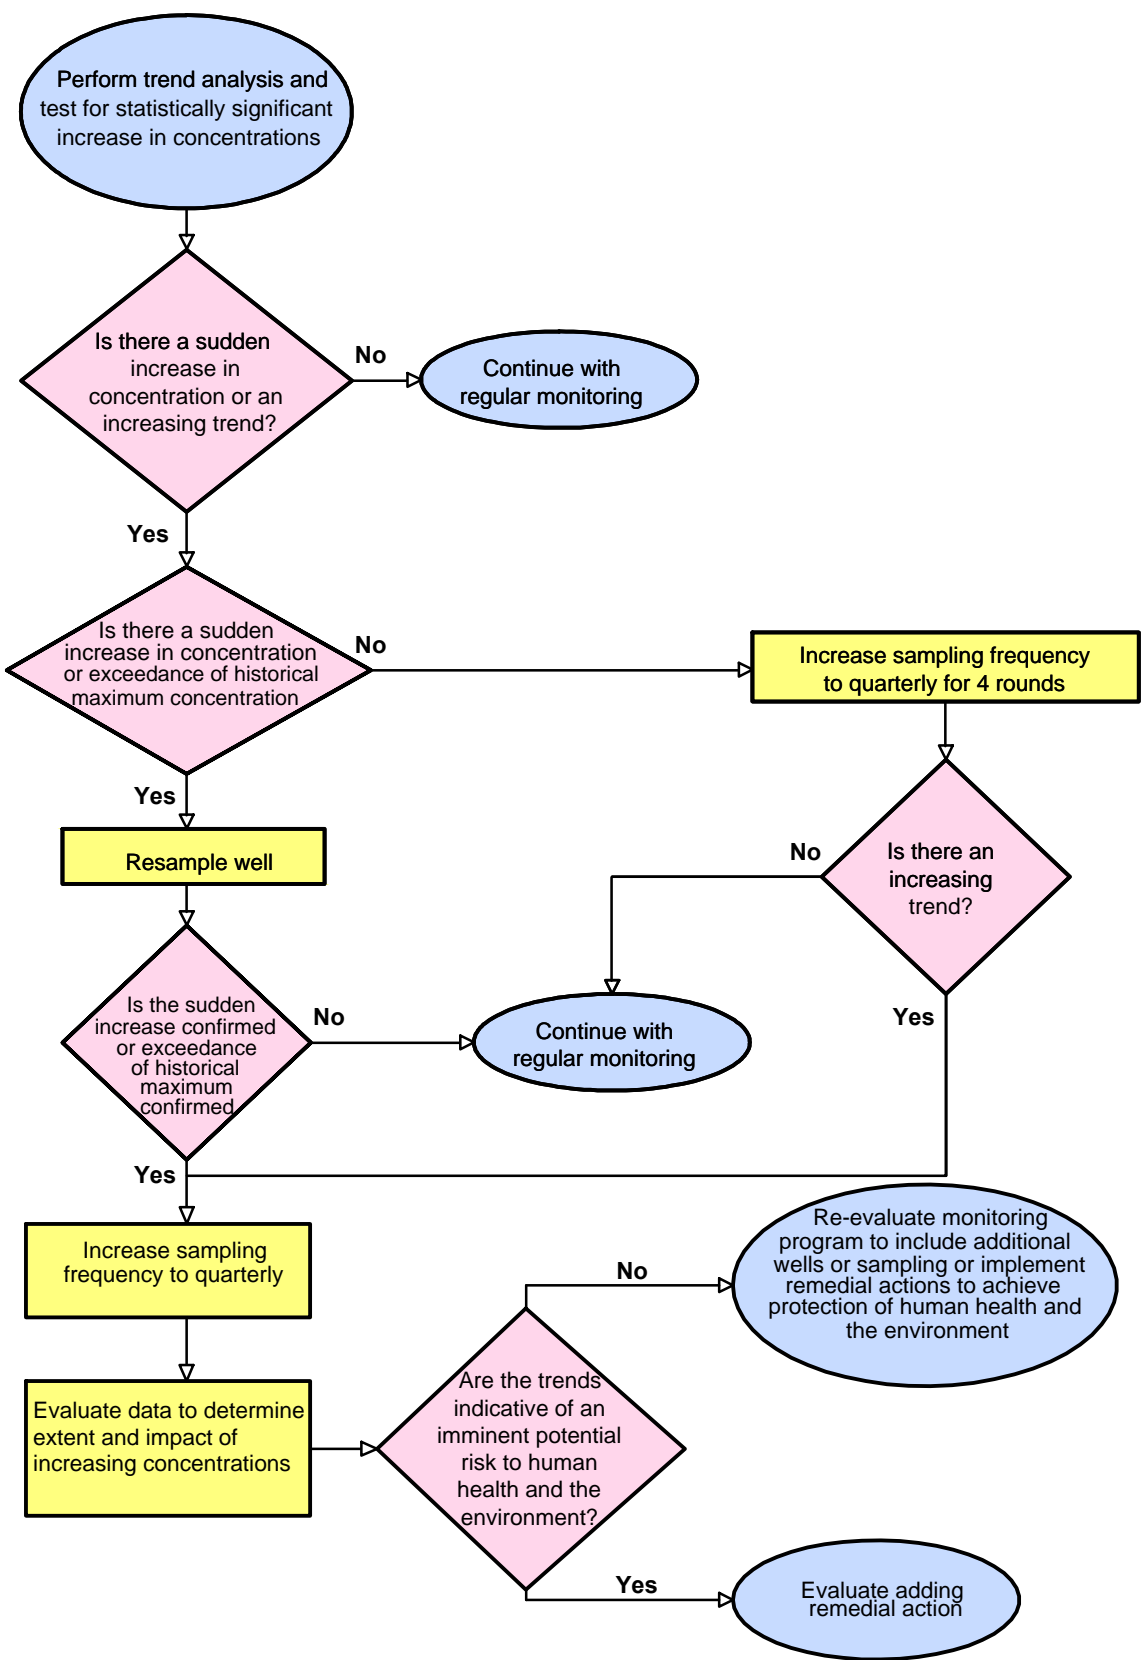 Perform trend analysis and
test for statistically significant
increase in concentrations
Is there a sudden
increase in
concentration or an
increasing trend?
No
Continue with
regular monitoring
Yes
Is there a sudden
increase in concentration
or exceedance of historical
maximum concentration
No
Increase sampling frequency
to quarterly for 4 rounds
Yes
Resample well
No
Is there an
increasing
trend?
Is the sudden
increase confirmed
or exceedance
of historical
maximum
confirmed
No
Continue with
regular monitoring
Yes
Yes
Increase sampling
frequency to quarterly
No
Re-evaluate monitoring
program to include additional
wells or sampling or implement
remedial actions to achieve
protection of human health and
the environment
Evaluate data to determine
extent and impact of
increasing concentrations
Are the trends
indicative of an
imminent potential
risk to human
health and the
environment?
Yes
Evaluate adding
remedial action